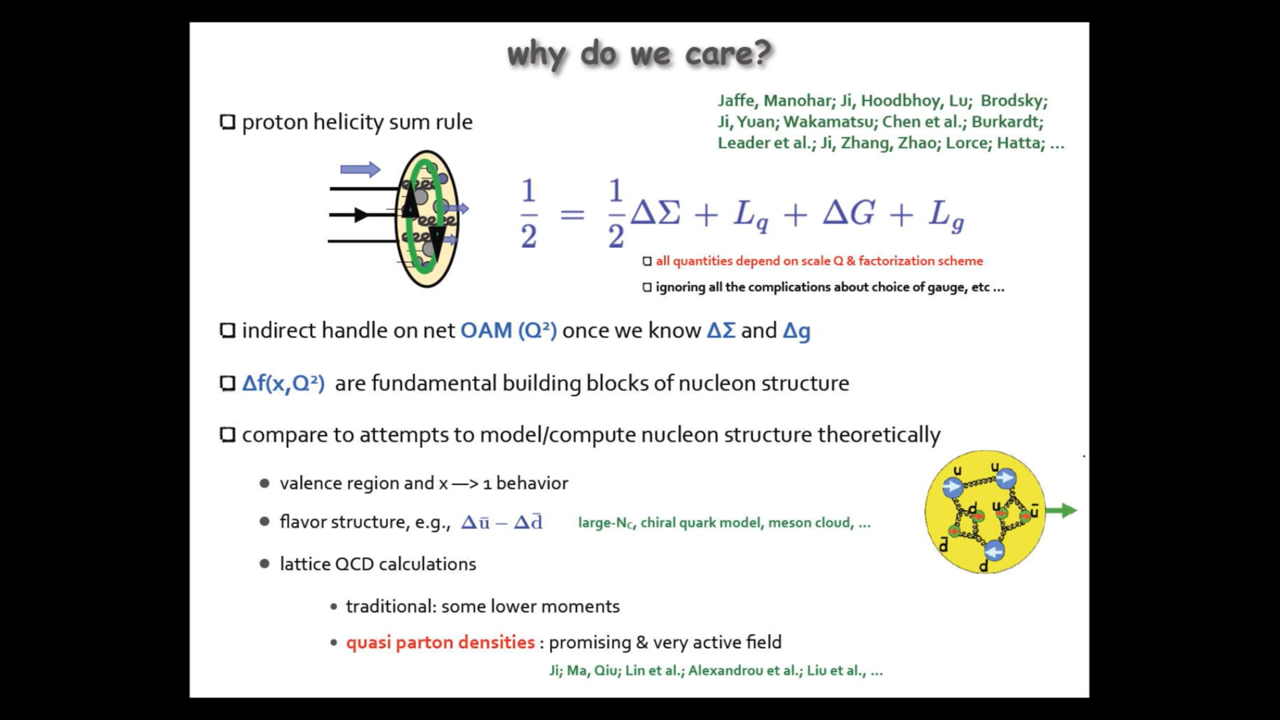 why do we care?
Jaffe, Manohar; Ji, Hoodbhoy, Lu; Brodsky;
Ji, Yuan; Wakamatsu; Chen et al.; Burkardt;
Leader et al.; Ji, Zhang, Zhao; Lorce; Hatta; ...
❑ proton helicity sum rule
1/2 = 1/2 ΔΣ + L_q + ΔG + L_g
❑ all quantities depend on scale Q & factorization scheme
❑ ignoring all the complications about choice of gauge, etc ...
❑ indirect handle on net OAM (Q²) once we know ΔΣ and Δg
❑ Δf(x,Q²) are fundamental building blocks of nucleon structure
❑ compare to attempts to model/compute nucleon structure theoretically
• valence region and x —> 1 behavior
• flavor structure, e.g., Δū − Δd̄ large-N_C, chiral quark model, meson cloud, ...
• lattice QCD calculations
• traditional: some lower moments
• quasi parton densities : promising & very active field
Ji; Ma, Qiu; Lin et al.; Alexandrou et al.; Liu et al., ...
u u
d u ū
d̄
d